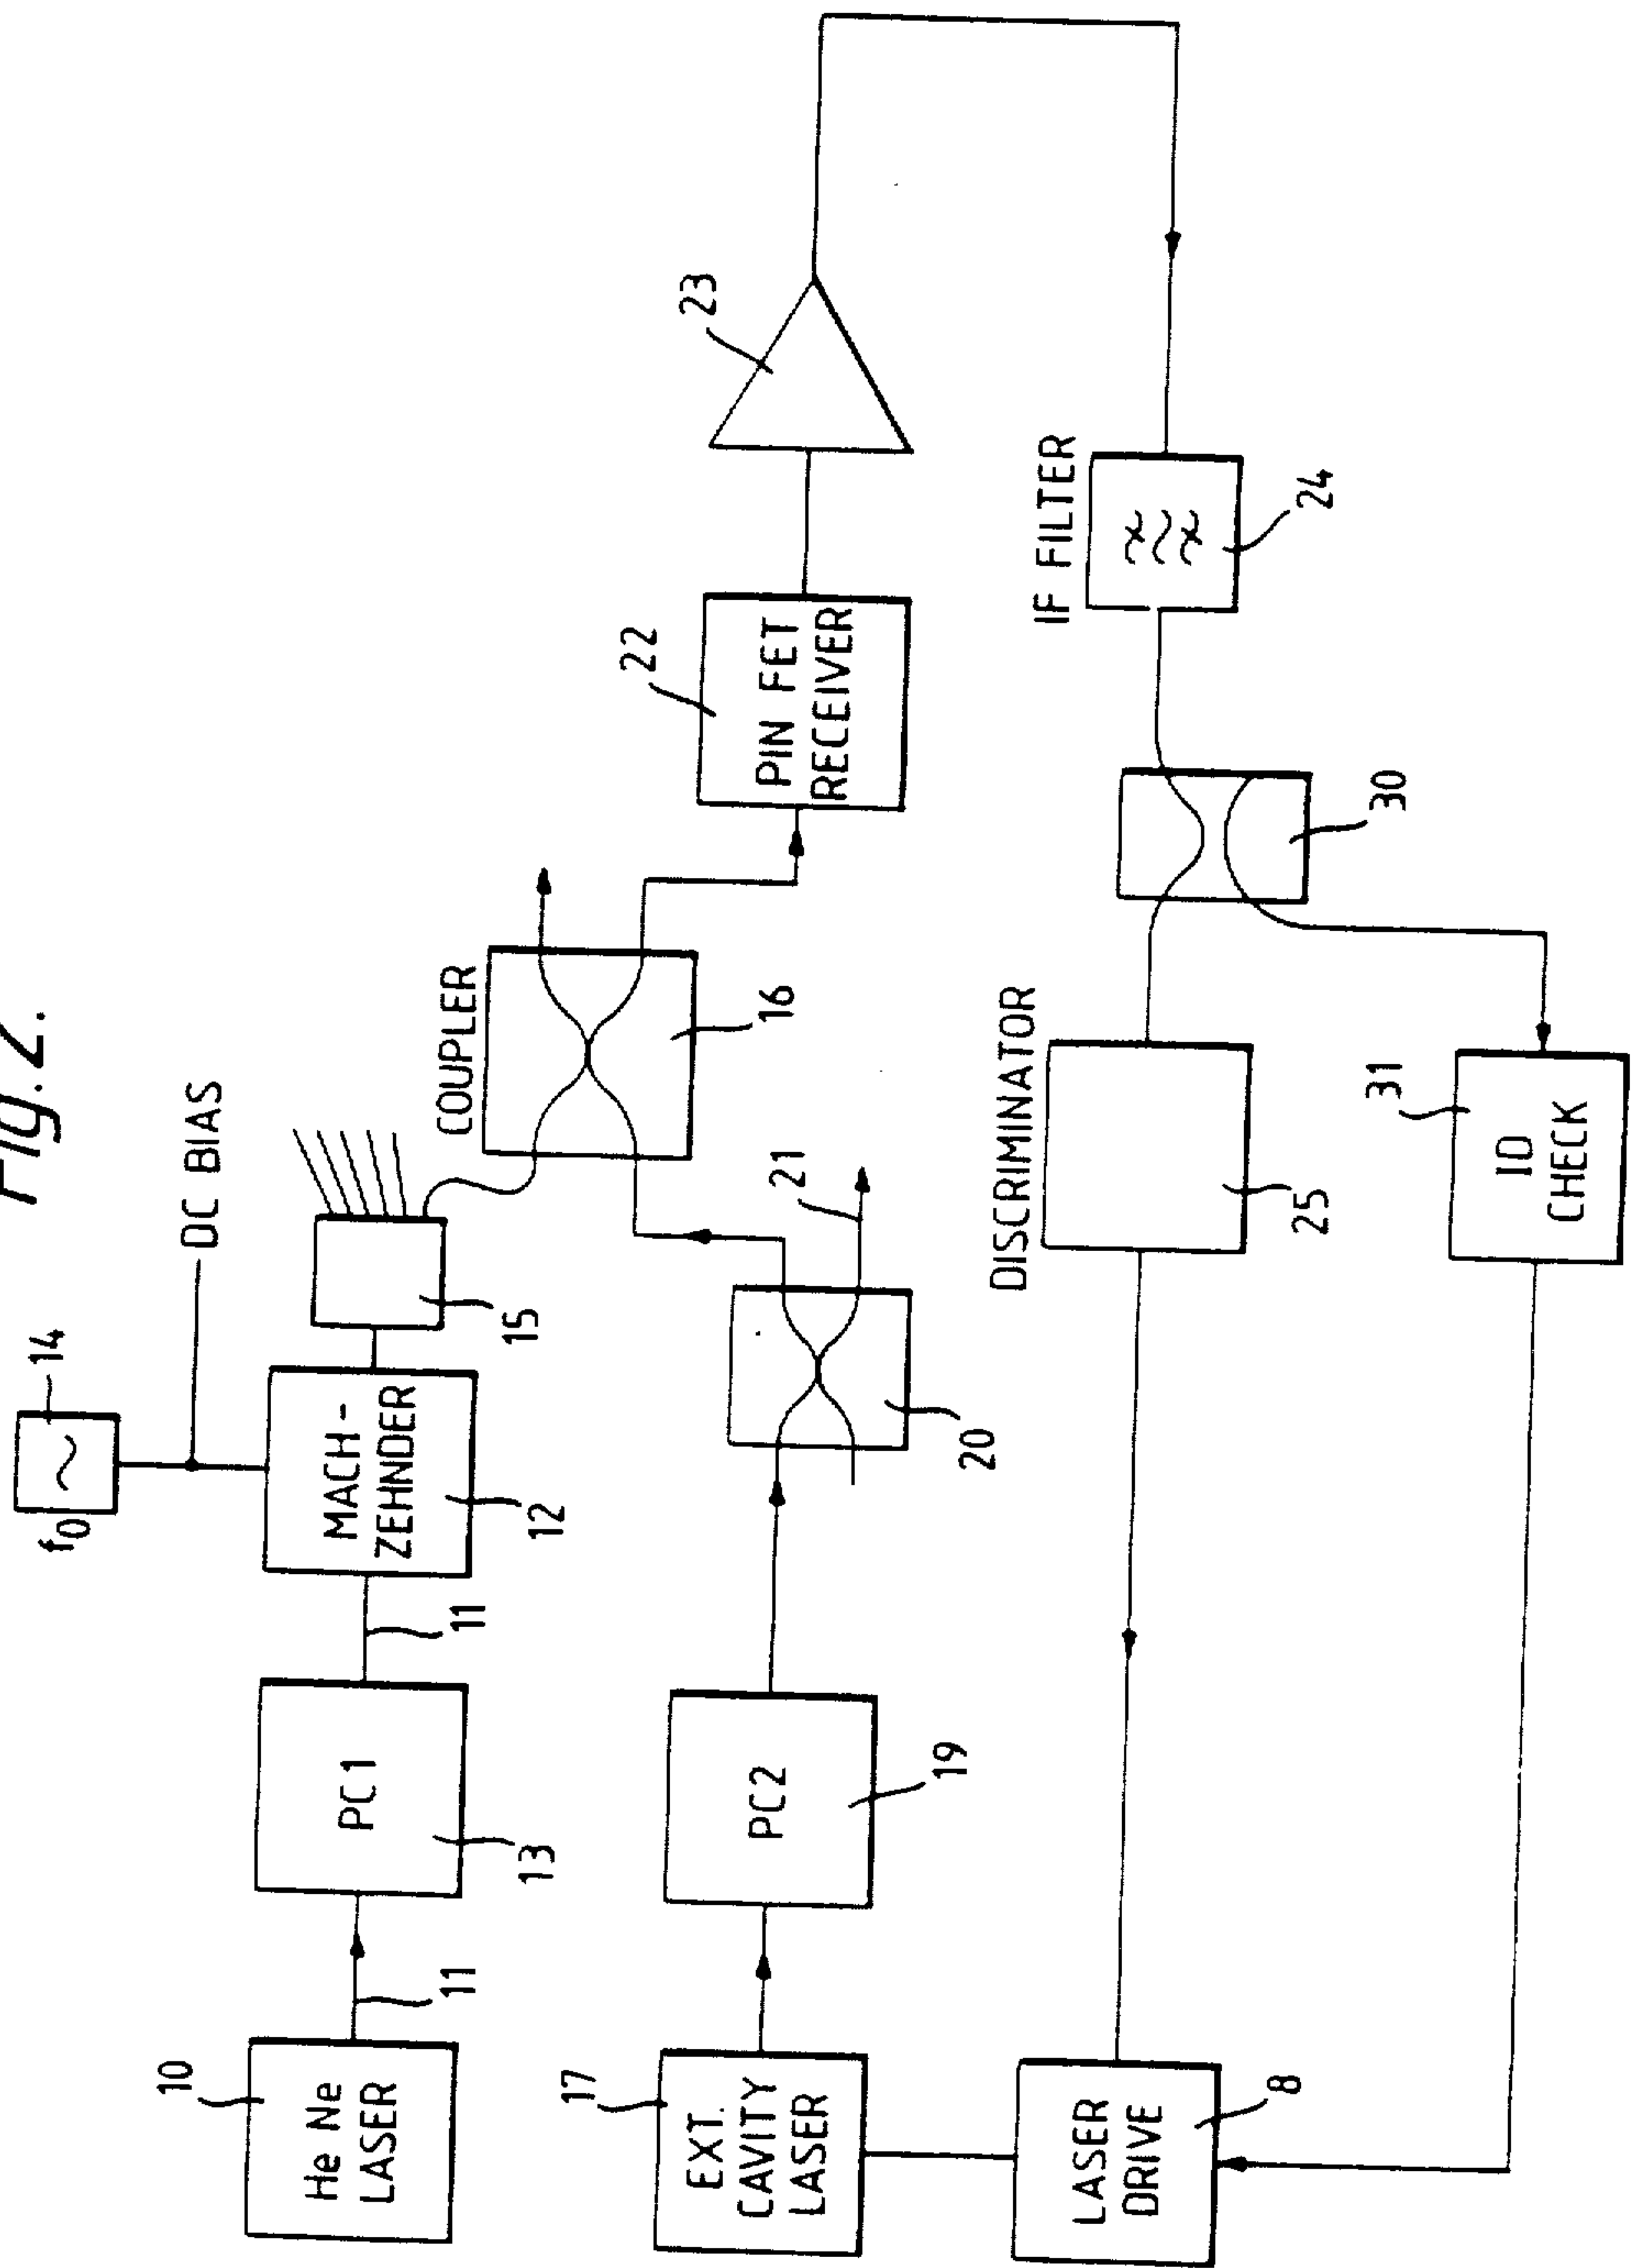 Fig. 2.
f0
14
DC BIAS
10
He Ne
LASER
11
PC1
13
11
MACH-
ZEHNDER
12
15
COUPLER
16
17
EXT.
CAVITY
LASER
PC2
19
20
21
22
PIN FET
RECEIVER
23
LASER
DRIVE
8
DISCRIMINATOR
25
30
IF FILTER
24
31
ID
CHECK